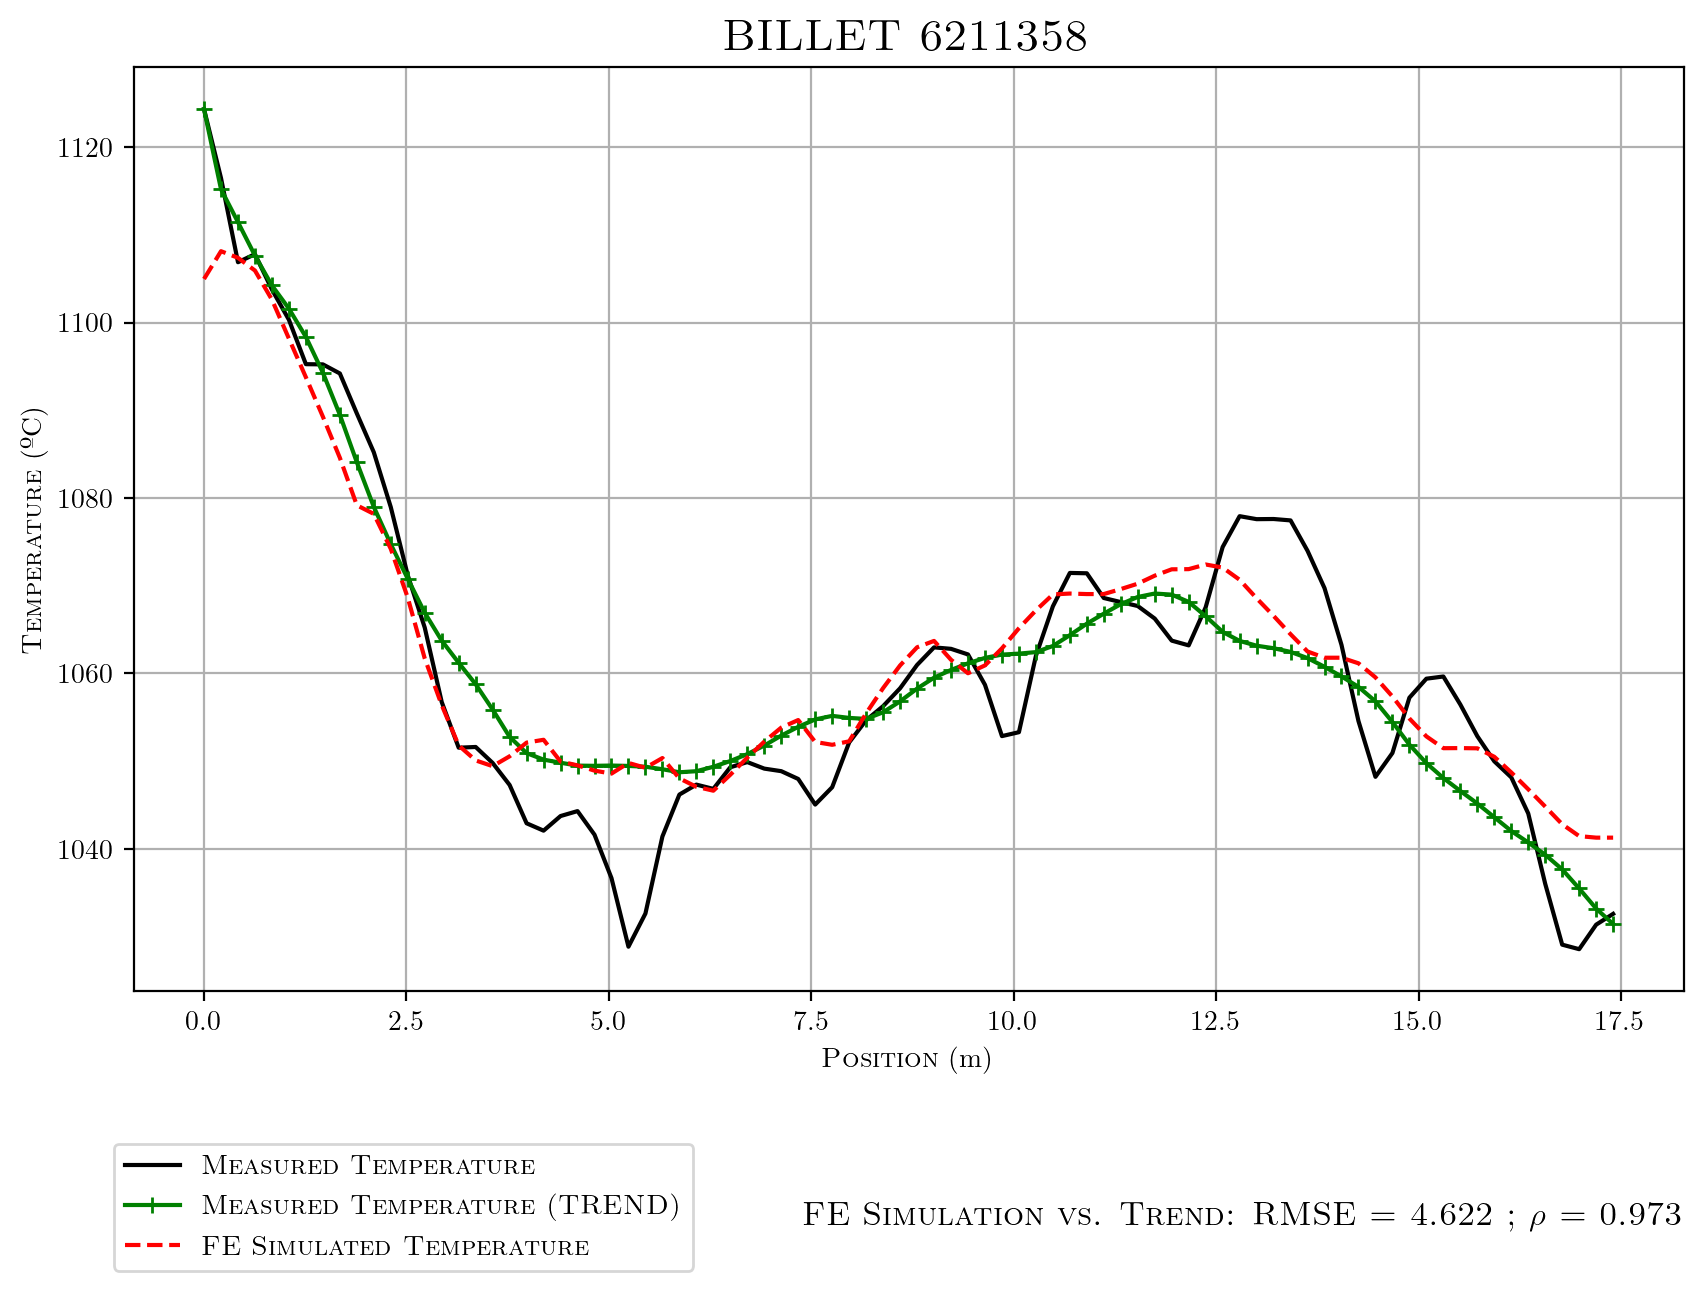 BILLET 6211358
1120
1100
1080
1060
1040
Temperature (ºC)
0.0 2.5 5.0 7.5 10.0 12.5 15.0 17.5
Position (m)
Measured Temperature
Measured Temperature (TREND)
FE Simulated Temperature
FE Simulation vs. Trend: RMSE = 4.622 ; ρ = 0.973